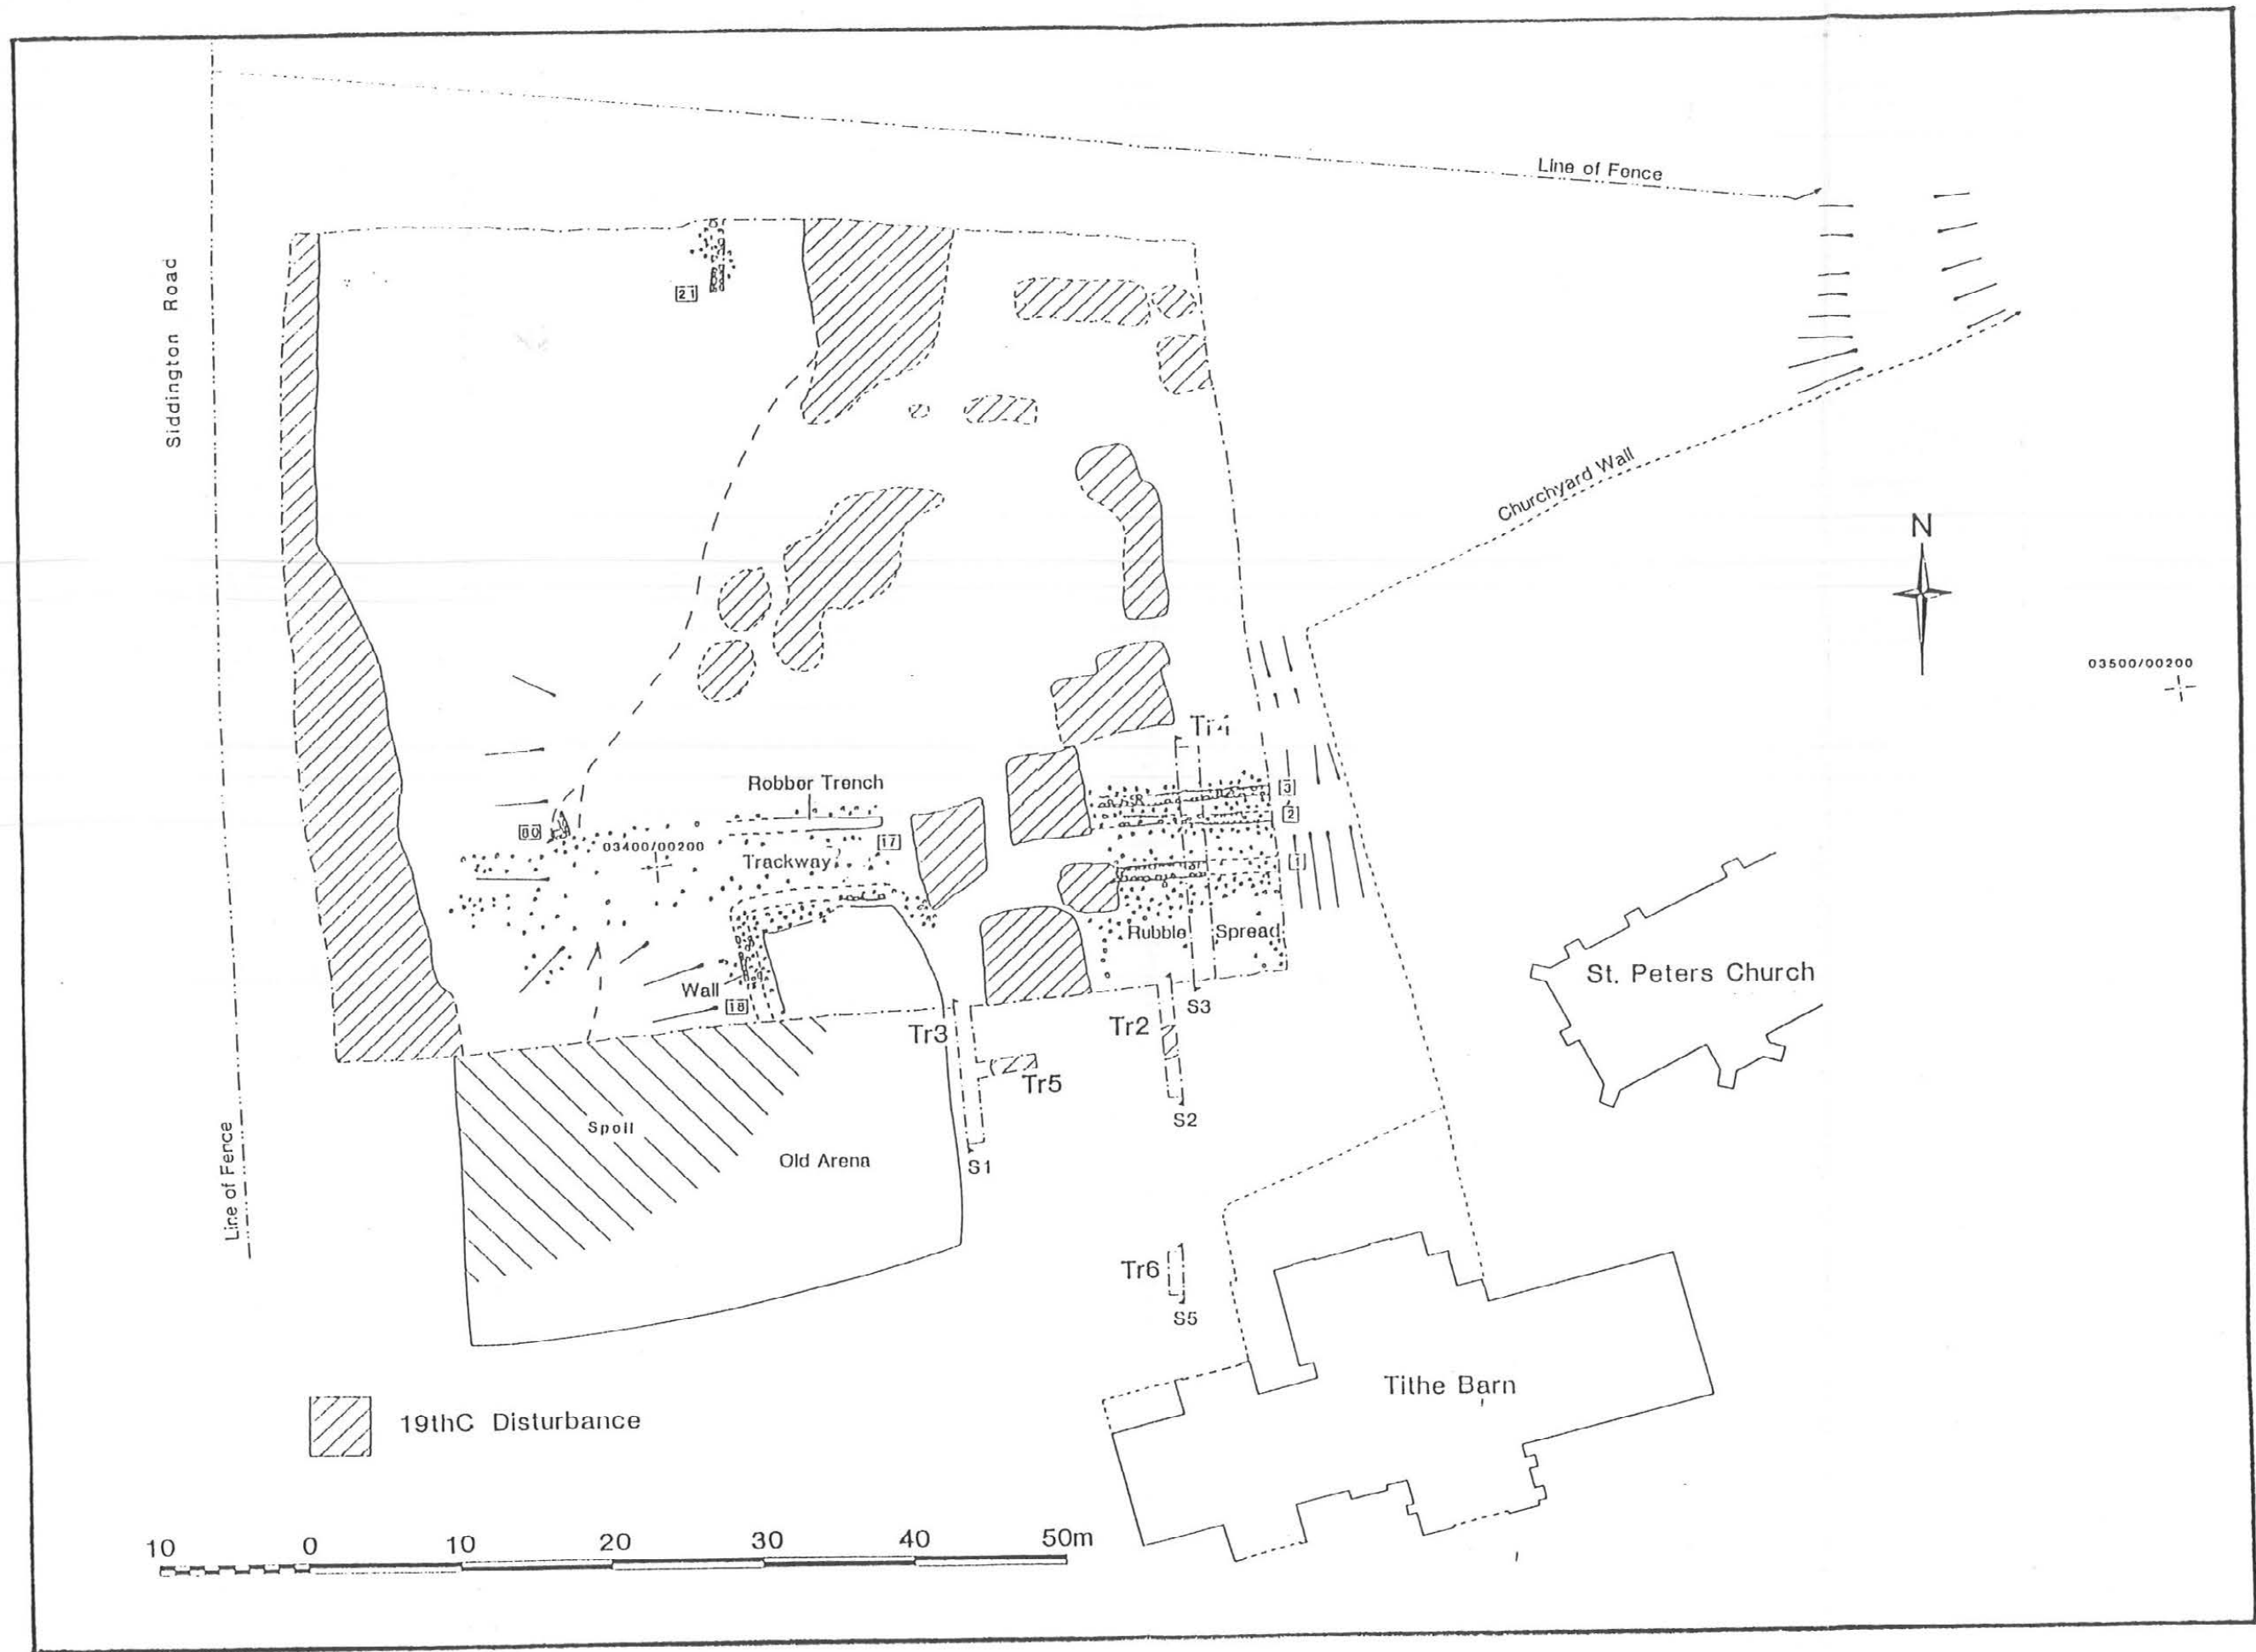 Line of Fence
Siddington Road
21
Churchyard Wall
N
03500/00200
Tr4
Robber Trench
3
2
80
17
03400/00200
Trackway?
1
Rubble Spread
St. Peters Church
Wall
18
S3
Tr3
Tr2
Tr5
S2
Spoil
Old Arena
S1
Line of Fence
Tr6
S5
Tithe Barn
19thC Disturbance
10 0 10 20 30 40 50m